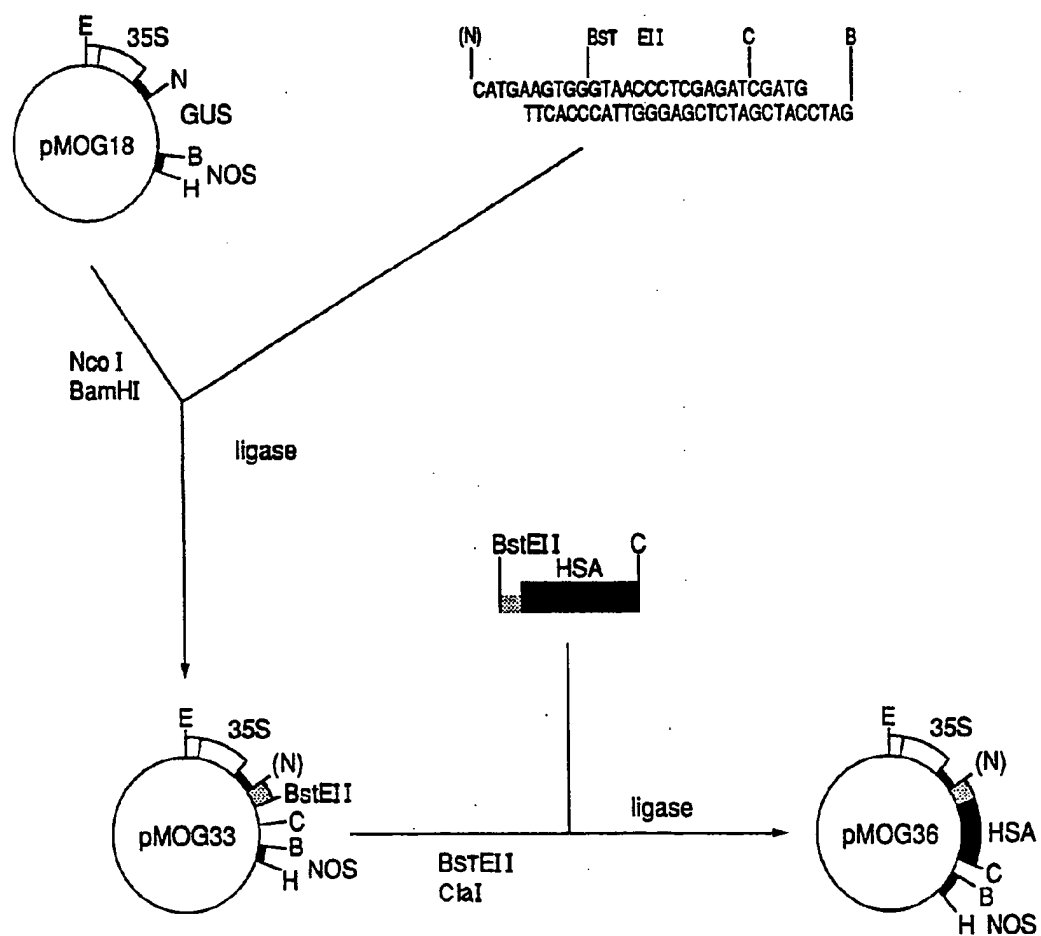 E
35S
N
GUS
pMOG18
B
NOS
H
(N) BST EII C B
CATGAAGTGGGTAACCCTCGAGATCGATG
TTCACCCATTGGGAGCTCTAGCTACCTAG
Nco I
BamHI
ligase
BstEII C
HSA
E
35S
(N)
BstEII
C
pMOG33
B
NOS
H
BSTEII
ClaI
ligase
E
35S
(N)
pMOG36
HSA
C
B
H NOS